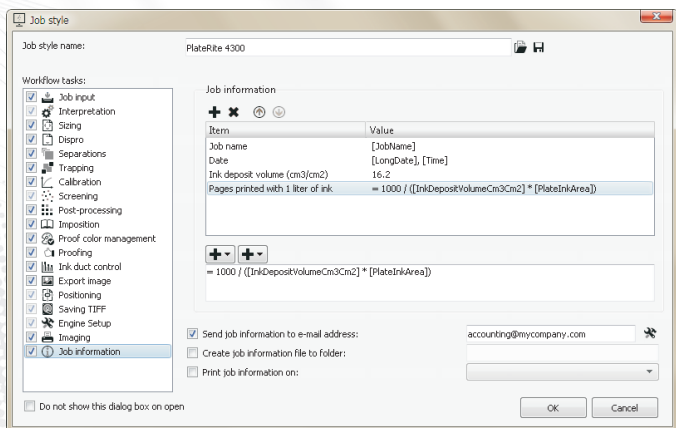 Job style
Job style name:
PlateRite 4300
Workflow tasks:
Job input
Interpretation
Sizing
Dispro
Separations
Trapping
Calibration
Screening
Post-processing
Imposition
Proof color management
Proofing
Ink duct control
Export image
Positioning
Saving TIFF
Engine Setup
Imaging
Job information
Job information
Item Value
Job name [JobName]
Date [LongDate], [Time]
Ink deposit volume (cm3/cm2) 16.2
Pages printed with 1 liter of ink = 1000 / ([InkDepositVolumeCm3Cm2] * [PlateInkArea])
= 1000 / ([InkDepositVolumeCm3Cm2] * [PlateInkArea])
Send job information to e-mail address: accounting@mycompany.com
Create job information file to folder:
Print job information on:
Do not show this dialog box on open
OK Cancel